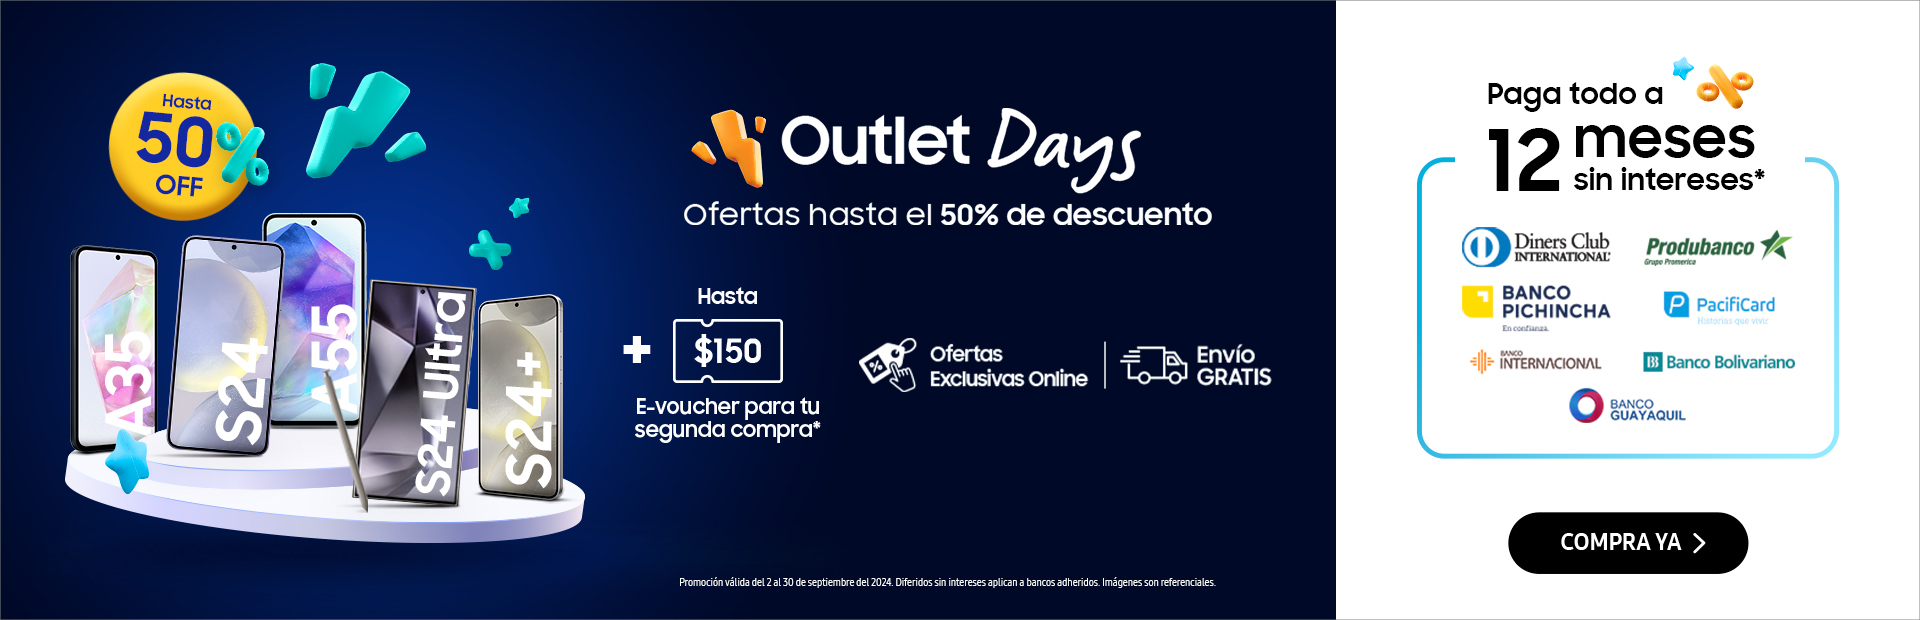 Hasta
50%
OFF
A35
S24
A55
S24 Ultra
S24+
Outlet Days
Ofertas hasta el 50% de descuento
Hasta
+ $150
E-voucher para tu
segunda compra*
%
Ofertas
Exclusivas Online
Envío
GRATIS
Promoción válida del 2 al 30 de septiembre del 2024. Diferidos sin intereses aplican a bancos adheridos. Imágenes son referenciales.
Paga todo a %
12 meses
sin intereses*
Diners Club
INTERNATIONAL®
Produbanco
Grupo Promerica
BANCO
PICHINCHA
En confianza.
PacifiCard
Historias que vivir
BANCO
INTERNACIONAL
Banco Bolivariano
BANCO
GUAYAQUIL
COMPRA YA >